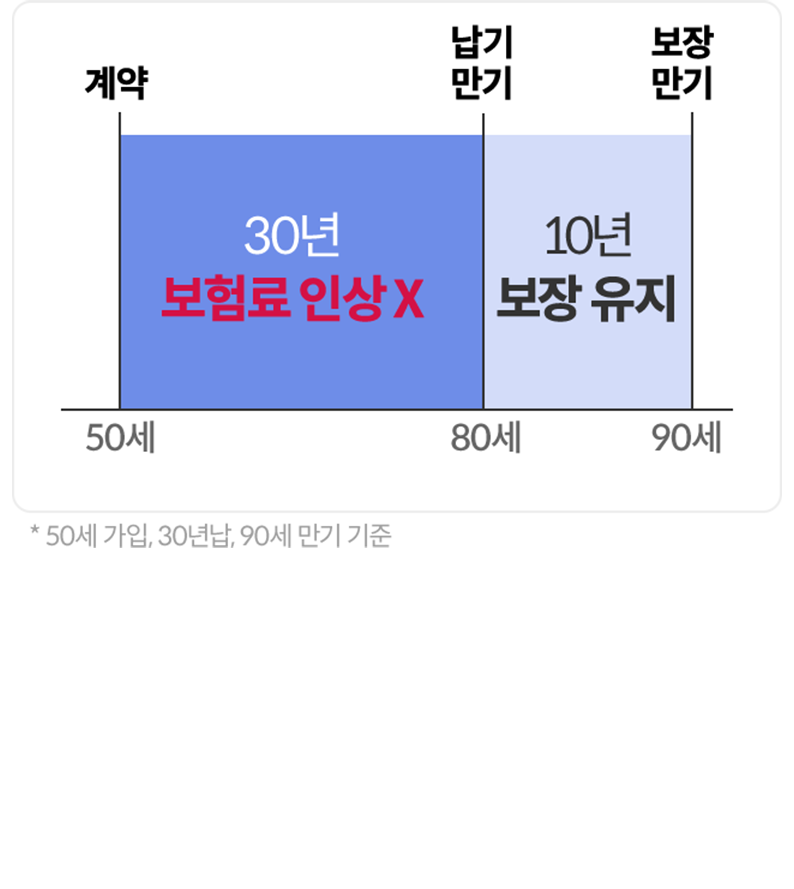 계약
납기
만기
보장
만기
30년
보험료 인상 X
10년
보장 유지
50세
80세
90세
* 50세 가입, 30년납, 90세 만기 기준